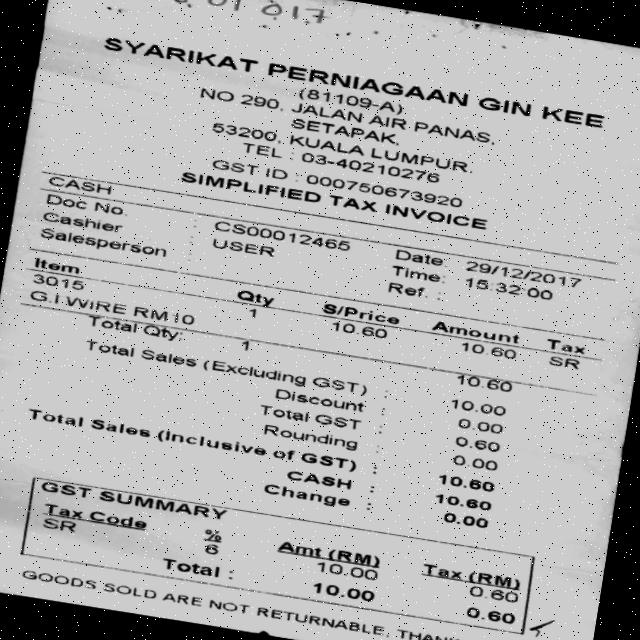 SYARIKAT PERNIAGAAN GIN KEE
(81109-A)
NO 290, JALAN AIR PANAS,
SETAPAK,
53200, KUALA LUMPUR.
TEL : 03-40210276
GST ID : 000750673920
SIMPLIFIED TAX INVOICE
CASH
Doc No. : CS00012465 Date: 29/12/2017
Cashier : USER Time: 15:32:00
Salesperson : Ref. :
Item Qty S/Price Amount Tax
3015 1 10.60 10.60 SR
G.I.WIRE RM10
Total Qty: 1 10.60
Total Sales (Excluding GST) : 10.00
Discount : 0.00
Total GST : 0.60
Rounding : 0.00
Total Sales (Inclusive of GST) : 10.60
CASH : 10.60
Change : 0.00
GST SUMMARY
Tax Code % Amt (RM) Tax (RM)
SR 6 10.00 0.60
Total : 10.00 0.60
GOODS SOLD ARE NOT RETURNABLE,